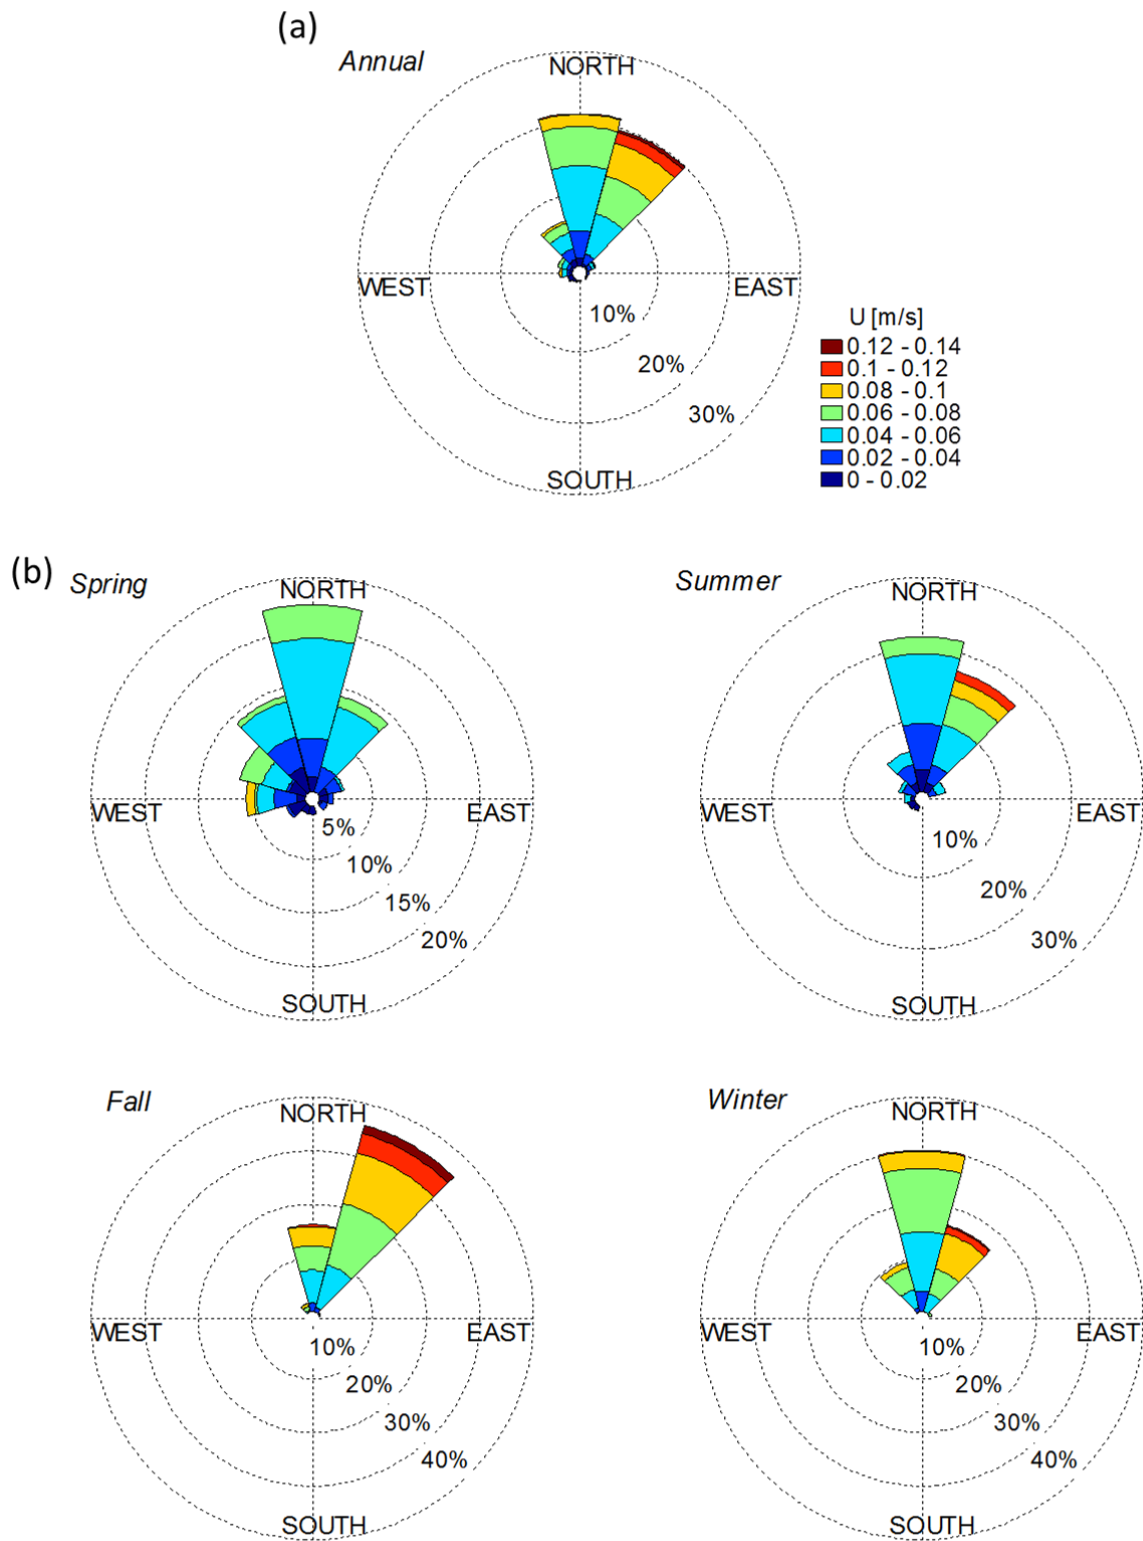 (a)
Annual
NORTH
WEST
EAST
10%
20%
30%
SOUTH
U [m/s]
0.12 - 0.14
0.1 - 0.12
0.08 - 0.1
0.06 - 0.08
0.04 - 0.06
0.02 - 0.04
0 - 0.02
(b)
Spring
NORTH
WEST
EAST
5%
10%
15%
20%
SOUTH
Summer
NORTH
WEST
EAST
10%
20%
30%
SOUTH
Fall
NORTH
WEST
EAST
10%
20%
30%
40%
SOUTH
Winter
NORTH
WEST
EAST
10%
20%
30%
40%
SOUTH